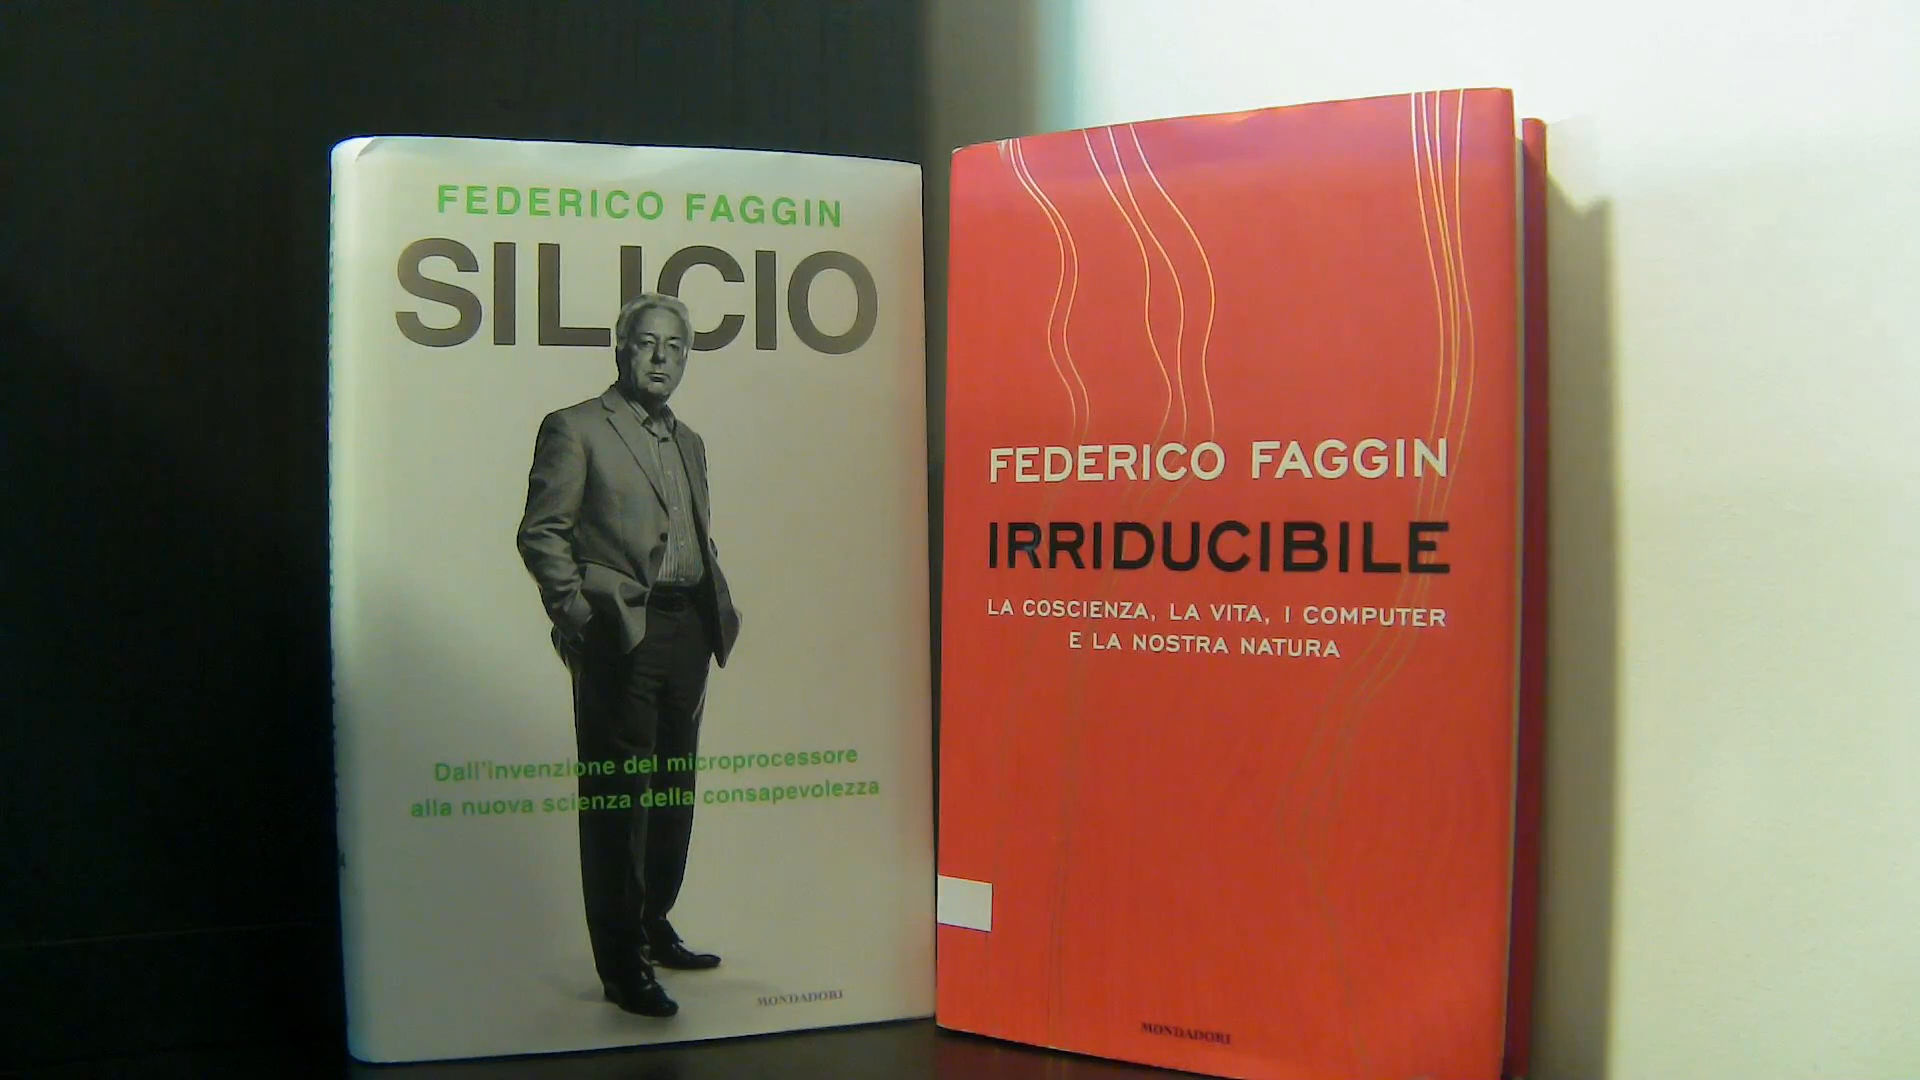 FEDERICO FAGGIN
SILICIO
Dall'invenzione del microprocessore
alla nuova scienza della consapevolezza
MONDADORI
FEDERICO FAGGIN
IRRIDUCIBILE
LA COSCIENZA, LA VITA, I COMPUTER
E LA NOSTRA NATURA
MONDADORI